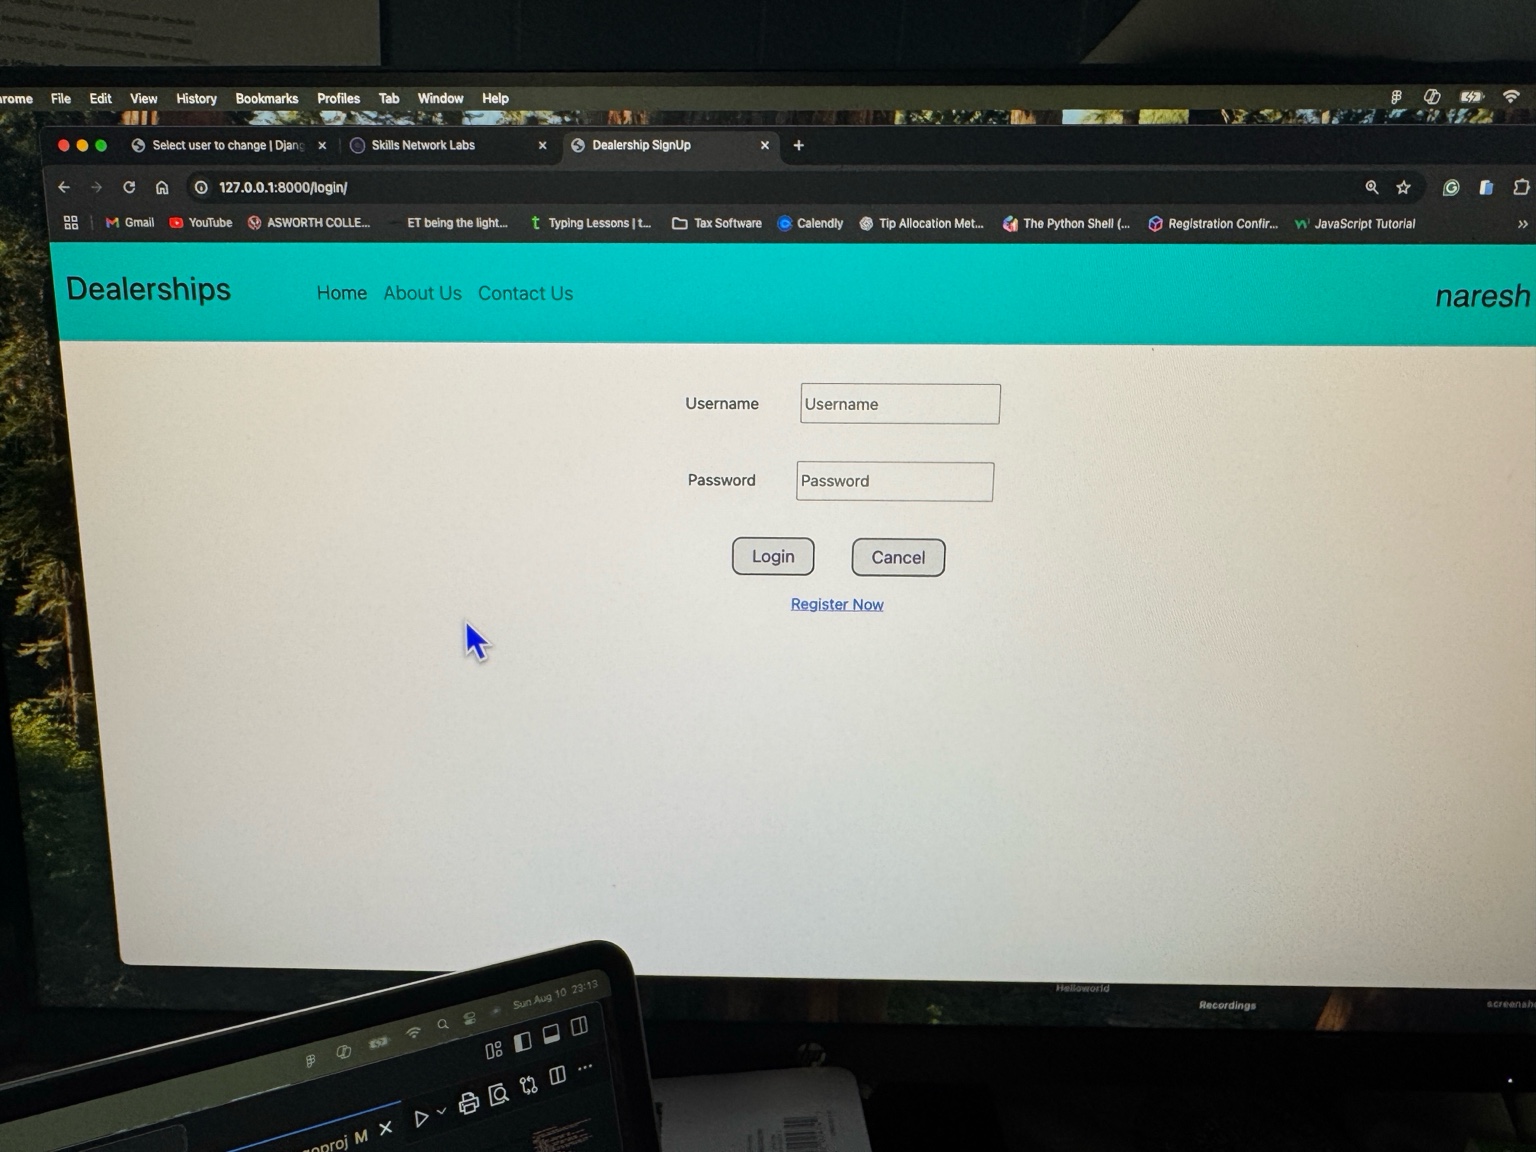 rome File Edit View History Bookmarks Profiles Tab Window Help
Select user to change | Djang Skills Network Labs Dealership SignUp
127.0.0.1:8000/login/
Gmail YouTube ASWORTH COLLE... ET being the light... Typing Lessons | t... Tax Software Calendly Tip Allocation Met... The Python Shell (... Registration Confir... JavaScript Tutorial »
Dealerships Home About Us Contact Us naresh
Username Username
Password Password
Login Cancel
Register Now
Helloworld
Recordings
Sun Aug 10 23:13
oproj M